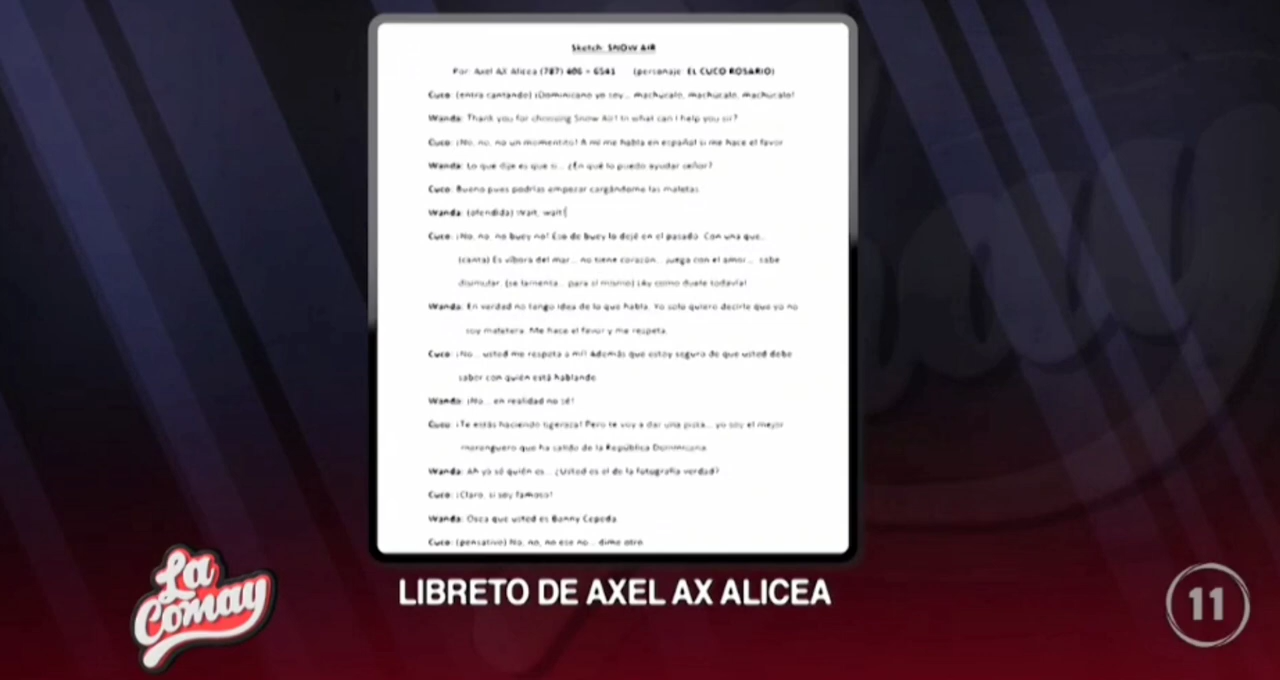 Sketch: SNOW AIR
Por: Axel AX Alicea (787) 406 - 6541 (personaje: EL CUCO ROSARIO)
Cuco: (entra cantando) ¡Dominicano yo soy... machúcalo, machúcalo, machúcalo!
Wanda: Thank you for choosing Snow Air! In what can I help you sir?
Cuco: ¡No, no, no un momentito! A mí me habla en español si me hace el favor
Wanda: Lo que dije es que si... ¿En qué lo puedo ayudar señor?
Cuco: Bueno pues podrías empezar cargándome las maletas
Wanda: (ofendida) Wait, wait!
Cuco: ¡No, no, no buey no! Eso de buey lo dejé en el pasado. Con una que...
(canta) Es víbora del mar... no tiene corazón... juega con el amor... sabe
disimular. (se lamenta... para sí mismo) ¡Ay como duele todavía!
Wanda: En verdad no tengo idea de lo que habla. Yo solo quiero decirle que yo no
soy maletera. Me hace el favor y me respeta.
Cuco: ¡No... usted me respeta a mí! Además que estoy seguro de que usted debe
saber con quién está hablando
Wanda: ¡No... en realidad no sé!
Cuco: ¡Te estás haciendo tigeraza! Pero te voy a dar una pista... yo soy el mejor
merenguero que ha salido de la República Dominicana
Wanda: Ah ya sé quién es... ¿Usted es el de la fotografía verdad?
Cuco: ¡Claro, si soy famoso!
Wanda: Osea que usted es Bonny Cepeda
Cuco: (pensativo) No, no, no ese no... dime otro
LIBRETO DE AXEL AX ALICEA
La Comay
11